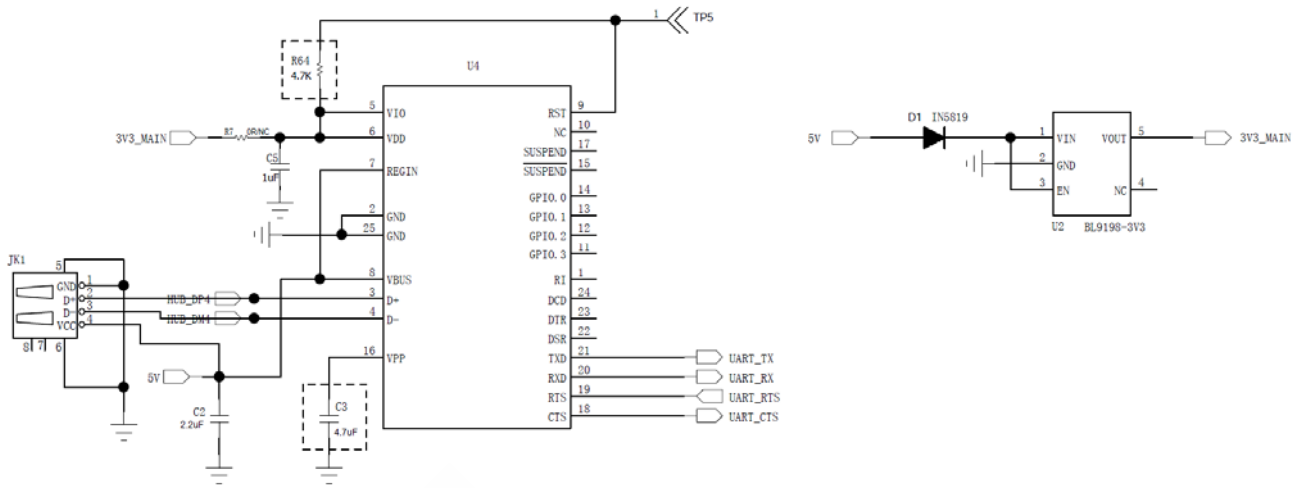 1
TP5
R64
4.7K
U4
5
VIO
RST
9
3V3_MAIN
R7
0R/NC
6
VDD
NC
10
C5
1uF
SUSPEND
17
7
REGIN
SUSPEND
15
GPIO.0
14
2
GND
GPIO.1
13
25
GND
GPIO.2
12
GPIO.3
11
JK1
5
GND
1
8
VBUS
RI
1
D+
2
HUB_DP4
3
D+
DCD
24
D-
3
HUB_DM4
4
D-
DTR
23
VCC
4
DSR
22
8
7
6
16
VPP
TXD
21
UART_TX
5V
RXD
20
UART_RX
RTS
19
UART_RTS
C2
2.2uF
C3
4.7uF
CTS
18
UART_CTS
D1 IN5819
5V
1
VIN
VOUT
5
3V3_MAIN
2
GND
3
EN
NC
4
U2
BL9198-3V3